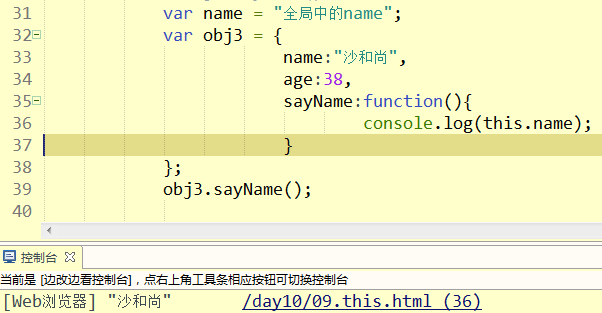 31 var name = "全局中的name";
32 var obj3 = {
33 name:"沙和尚",
34 age:38,
35 sayName:function(){
36 console.log(this.name);
37 }
38 };
39 obj3.sayName();
40
控制台
当前是 [边改边看控制台]，点右上角工具条相应按钮可切换控制台
[Web浏览器] "沙和尚" /day10/09.this.html (36)